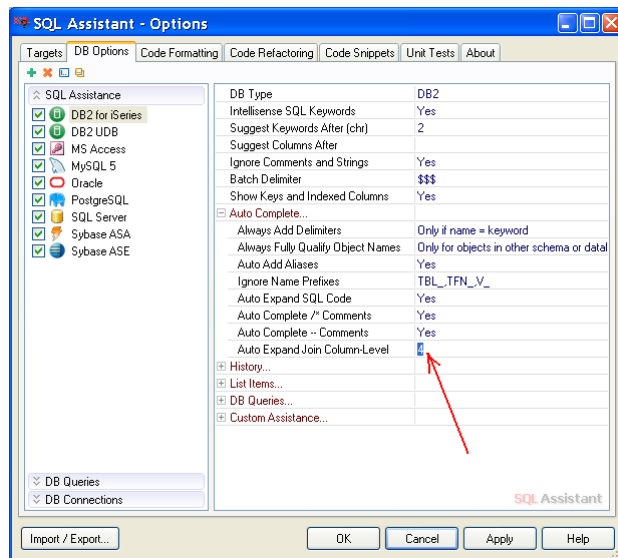 SQL Assistant - Options
Targets DB Options Code Formatting Code Refactoring Code Snippets Unit Tests About
SQL Assistance
DB2 for iSeries
DB2 UDB
MS Access
MySQL 5
Oracle
PostgreSQL
SQL Server
Sybase ASA
Sybase ASE
DB Queries
DB Connections
DB Type DB2
Intellisense SQL Keywords Yes
Suggest Keywords After (chr) 2
Suggest Columns After
Ignore Comments and Strings Yes
Batch Delimiter $$$
Show Keys and Indexed Columns Yes
Auto Complete...
Always Add Delimiters Only if name = keyword
Always Fully Qualify Object Names Only for objects in other schema or datal
Auto Add Aliases Yes
Ignore Name Prefixes TBL_,TFN_,V_
Auto Expand SQL Code Yes
Auto Complete /* Comments Yes
Auto Complete -- Comments Yes
Auto Expand Join Column-Level 4
History...
List Items...
DB Queries...
Custom Assistance...
SQL Assistant
Import / Export... OK Cancel Apply Help